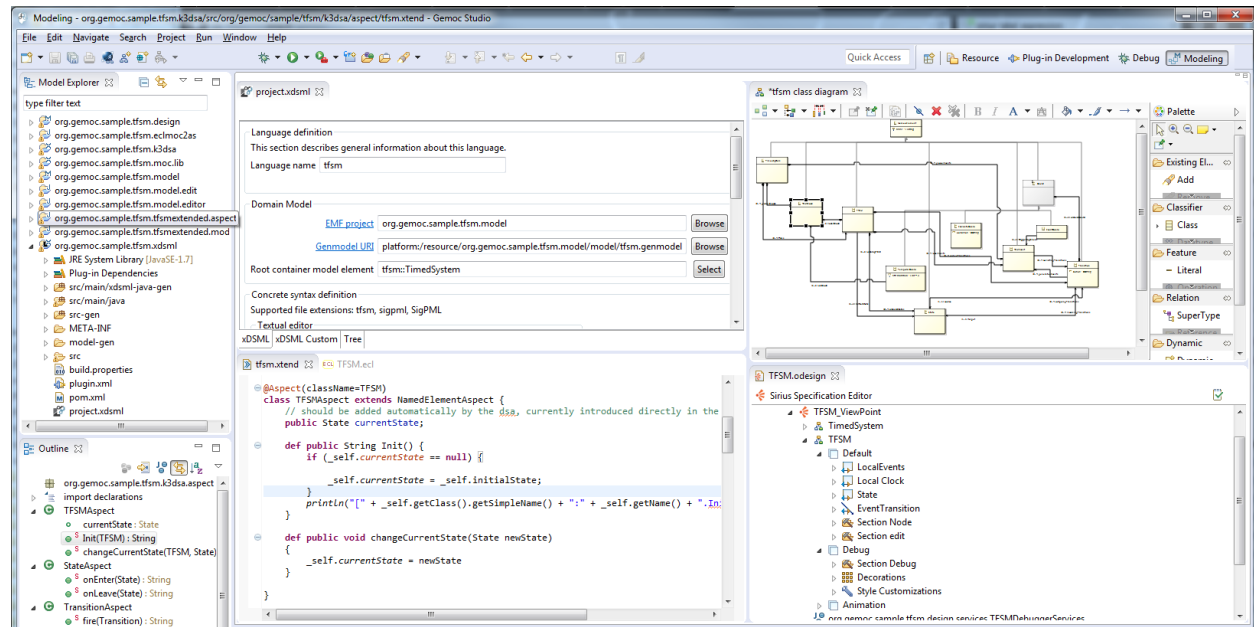 Modeling - org.gemoc.sample.tfsm.k3dsa/src/org/gemoc/sample/tfsm/k3dsa/aspect/tfsm.xtend - Gemoc Studio
File Edit Navigate Search Project Run Window Help
Quick Access
Resource
Plug-in Development
Debug
Modeling
Model Explorer
type filter text
org.gemoc.sample.tfsm.design
org.gemoc.sample.tfsm.eclmoc2as
org.gemoc.sample.tfsm.k3dsa
org.gemoc.sample.tfsm.moc.lib
org.gemoc.sample.tfsm.model
org.gemoc.sample.tfsm.model.edit
org.gemoc.sample.tfsm.model.editor
org.gemoc.sample.tfsm.tfsmextended.aspect
org.gemoc.sample.tfsm.tfsmextended.mod
org.gemoc.sample.tfsm.xdsml
JRE System Library [JavaSE-1.7]
Plug-in Dependencies
src/main/xdsml-java-gen
src/main/java
src-gen
META-INF
model-gen
src
build.properties
plugin.xml
pom.xml
project.xdsml
Outline
org.gemoc.sample.tfsm.k3dsa.aspect
import declarations
TFSMAspect
currentState : State
Init(TFSM) : String
changeCurrentState(TFSM, State)
StateAspect
onEnter(State) : String
onLeave(State) : String
TransitionAspect
fire(Transition) : String
project.xdsml
Language definition
This section describes general information about this language.
Language name tfsm
Domain Model
EMF project org.gemoc.sample.tfsm.model Browse
Genmodel URI platform:/resource/org.gemoc.sample.tfsm.model/model/tfsm.genmodel Browse
Root container model element tfsm::TimedSystem Select
Concrete syntax definition
Supported file extensions: tfsm, sigpml, SigPML
Textual editor
xDSML xDSML Custom Tree
tfsm.xtend ECL TFSM.ecl
@Aspect(className=TFSM)
class TFSMAspect extends NamedElementAspect {
// should be added automatically by the dsa, currently introduced directly in the
public State currentState;
def public String Init() {
if (_self.currentState == null) {
_self.currentState = _self.initialState;
}
println("[" + _self.getClass().getSimpleName() + ":" + _self.getName() + ".In
}
def public void changeCurrentState(State newState)
{
_self.currentState = newState
}
}
*tfsm class diagram
Palette
Existing El...
Add
Classifier
Class
Feature
Literal
Relation
SuperType
Dynamic
TFSM.odesign
Sirius Specification Editor
TFSM_ViewPoint
TimedSystem
TFSM
Default
LocalEvents
Local Clock
State
EventTransition
Section Node
Section edit
Debug
Section Debug
Decorations
Style Customizations
Animation
org.gemoc.sample.tfsm.design.services.TFSMDebuggerServices